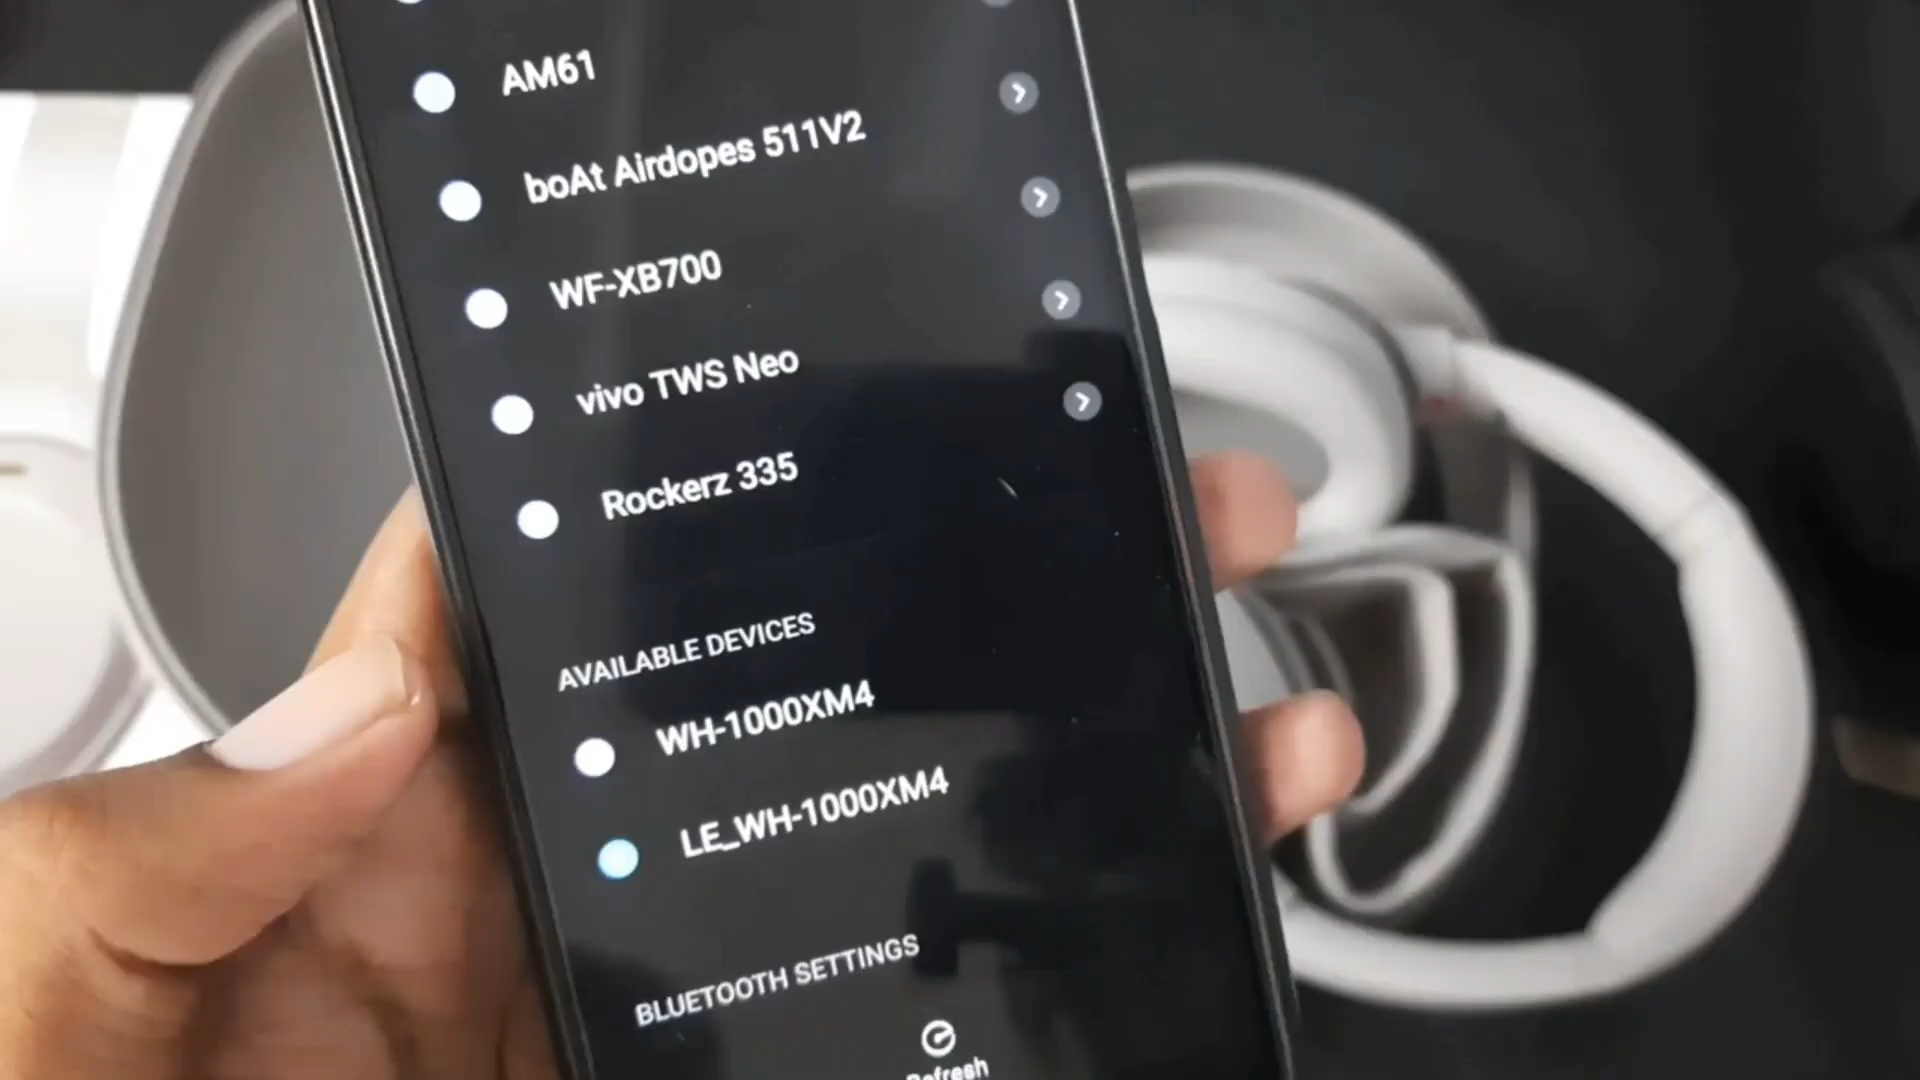 AM61
boAt Airdopes 511V2
WF-XB700
vivo TWS Neo
Rockerz 335
AVAILABLE DEVICES
WH-1000XM4
LE_WH-1000XM4
BLUETOOTH SETTINGS
Refresh